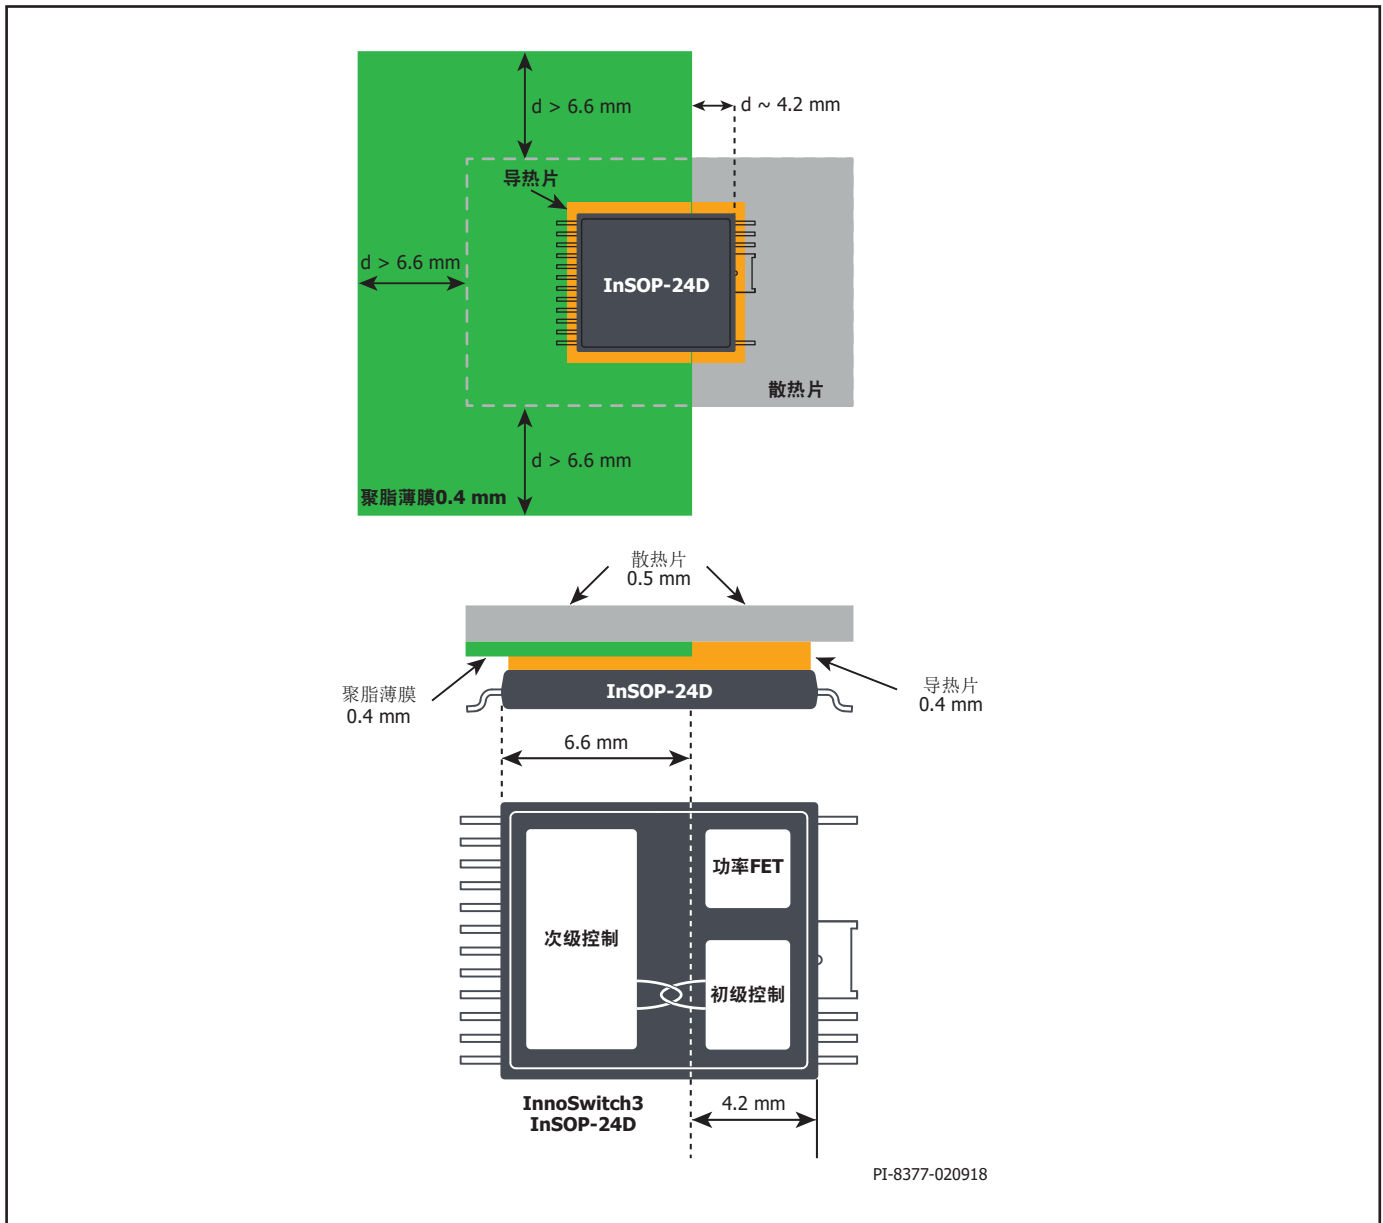 d > 6.6 mm
d ~ 4.2 mm
导热片
d > 6.6 mm
InSOP-24D
散热片
d > 6.6 mm
聚脂薄膜0.4 mm
散热片
0.5 mm
聚脂薄膜
0.4 mm
InSOP-24D
导热片
0.4 mm
6.6 mm
功率FET
次级控制
初级控制
InnoSwitch3
InSOP-24D
4.2 mm
PI-8377-020918